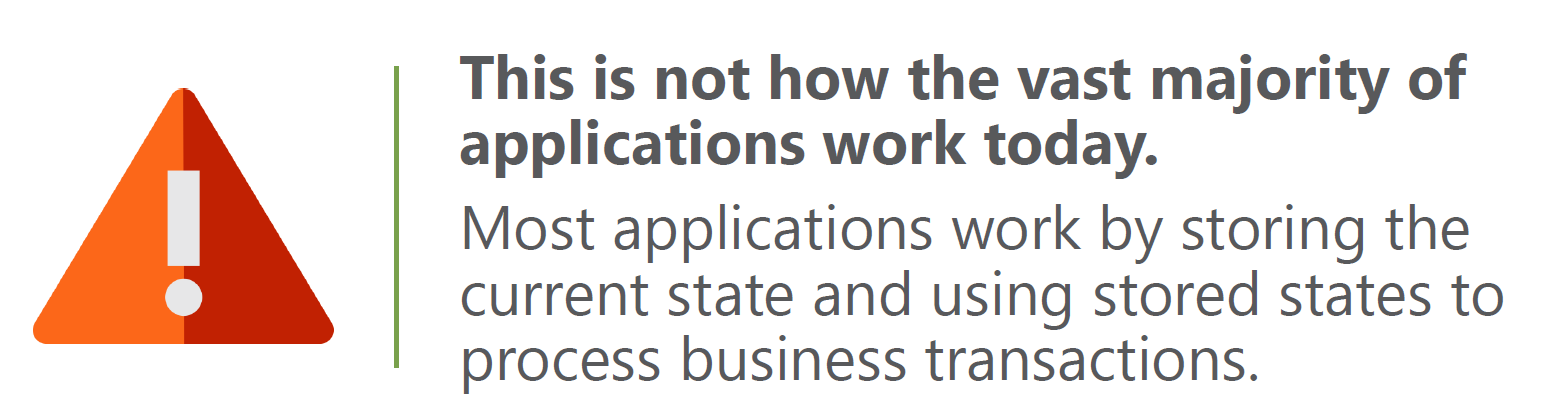 This is not how the vast majority of
applications work today.
Most applications work by storing the
current state and using stored states to
process business transactions.